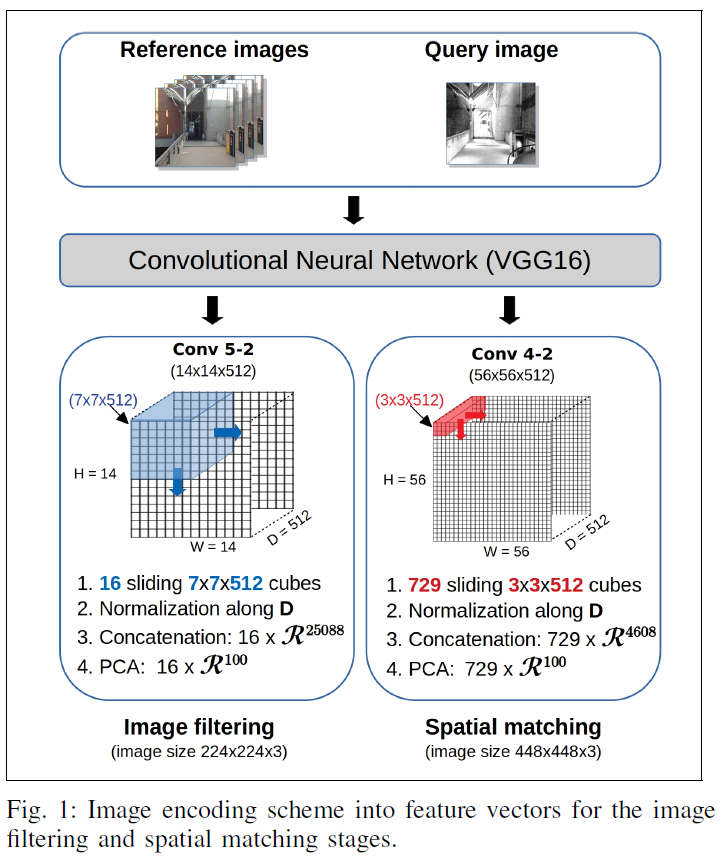 Reference images
Query image
Convolutional Neural Network (VGG16)
Conv 5-2
(14x14x512)
(7x7x512)
H = 14
W = 14
D = 512
1. 16 sliding 7x7x512 cubes
2. Normalization along D
3. Concatenation: 16 x ℛ²⁵⁰⁸⁸
4. PCA: 16 x ℛ¹⁰⁰
Image filtering
(image size 224x224x3)
Conv 4-2
(56x56x512)
(3x3x512)
H = 56
W = 56
D = 512
1. 729 sliding 3x3x512 cubes
2. Normalization along D
3. Concatenation: 729 x ℛ⁴⁶⁰⁸
4. PCA: 729 x ℛ¹⁰⁰
Spatial matching
(image size 448x448x3)
Fig. 1: Image encoding scheme into feature vectors for the image
filtering and spatial matching stages.